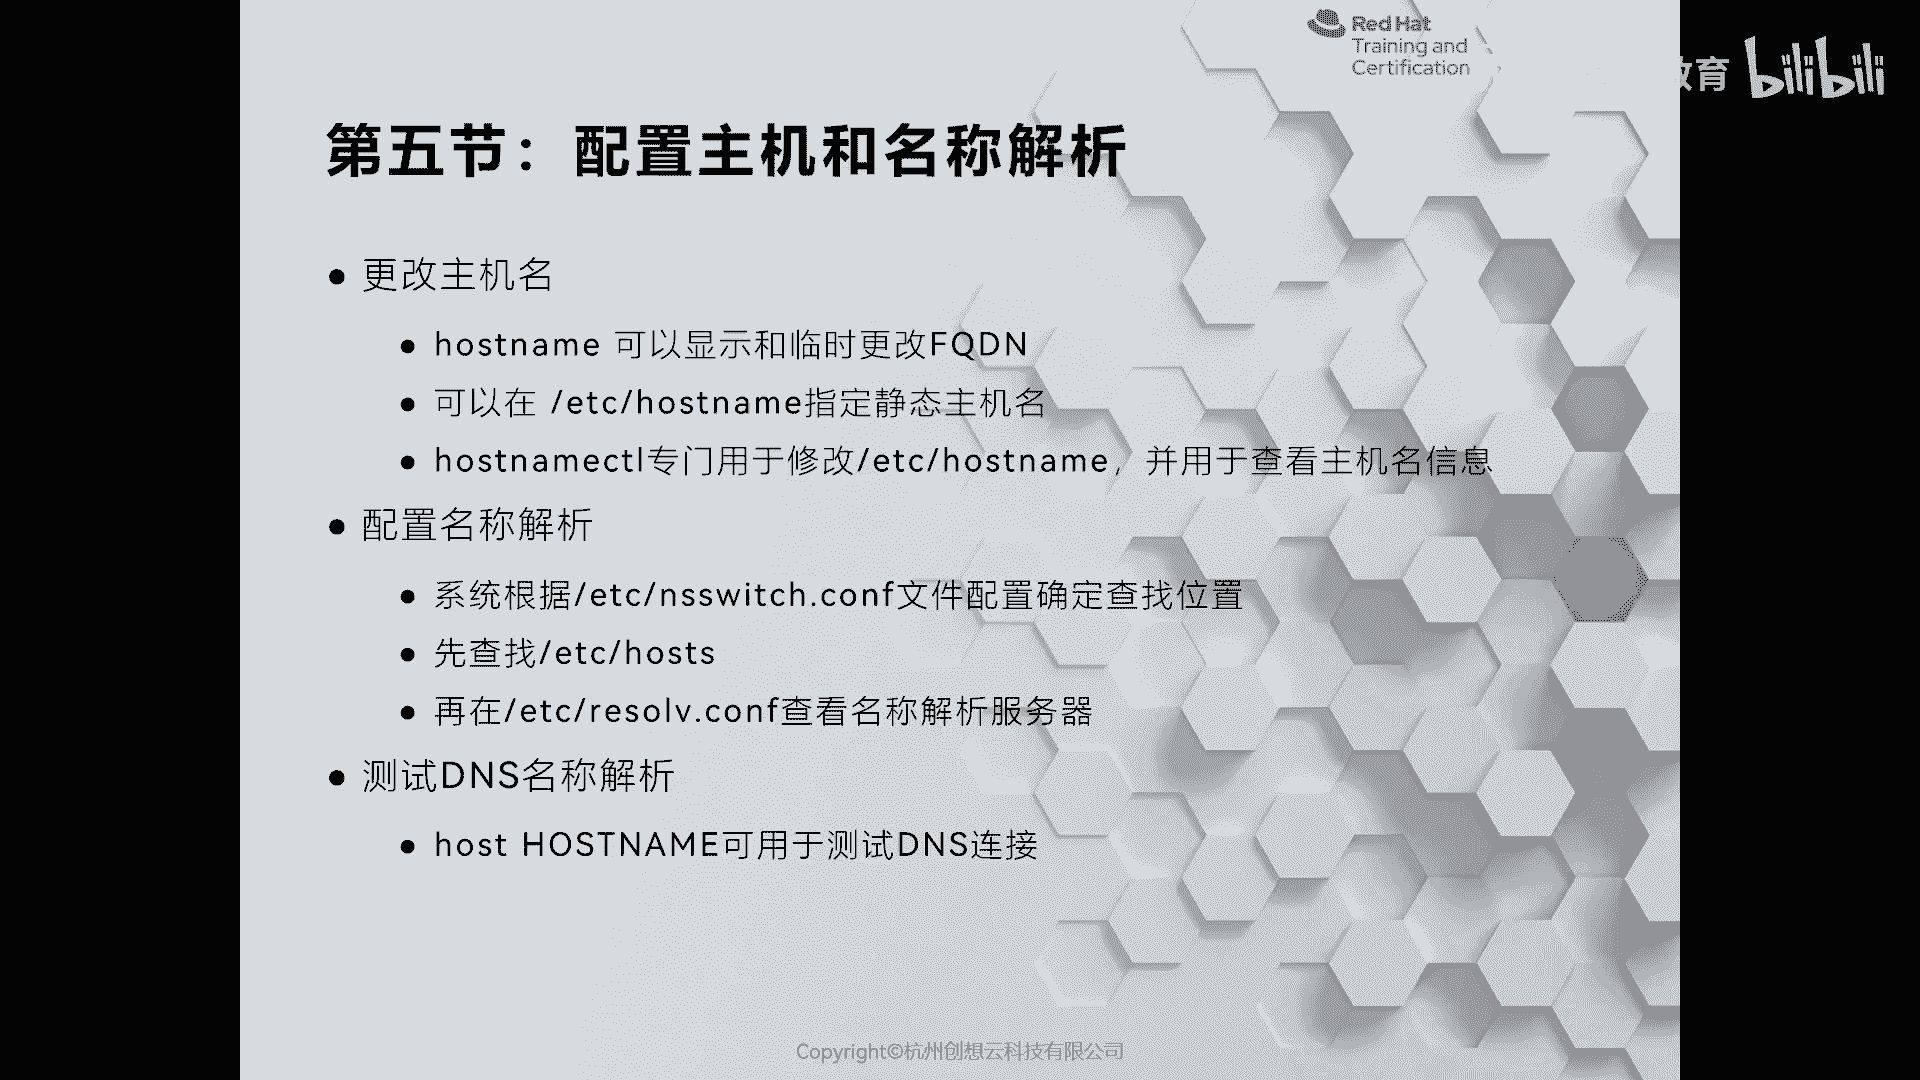 Red Hat
Training and
Certification
教育 bilibili
第五节：配置主机和名称解析
● 更改主机名
● hostname 可以显示和临时更改FQDN
● 可以在 /etc/hostname指定静态主机名
● hostnamectl专门用于修改/etc/hostname，并用于查看主机名信息
● 配置名称解析
● 系统根据/etc/nsswitch.conf文件配置确定查找位置
● 先查找/etc/hosts
● 再在/etc/resolv.conf查看名称解析服务器
● 测试DNS名称解析
● host HOSTNAME可用于测试DNS连接
Copyright©杭州创想云科技有限公司